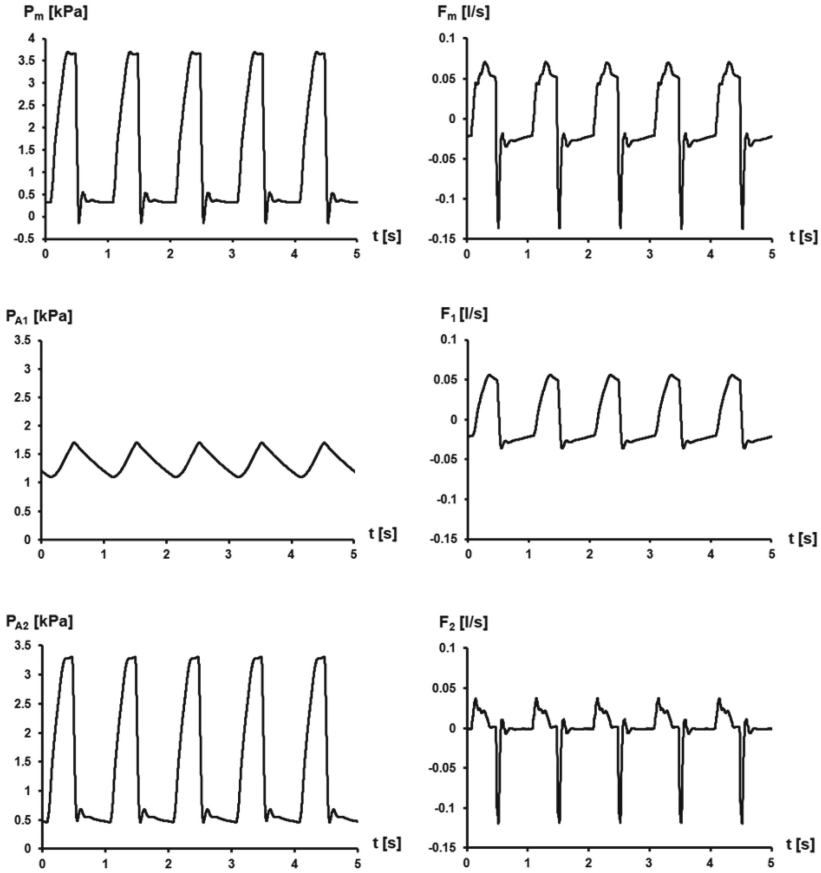 P_m [kPa]
4
3.5
3
2.5
2
1.5
1
0.5
0
-0.5
0 1 2 3 4 5
t [s]
F_m [l/s]
0.1
0.05
0
-0.05
-0.1
-0.15
0 1 2 3 4 5
t [s]
P_A1 [kPa]
3.5
3
2.5
2
1.5
1
0.5
0
0 1 2 3 4 5
t [s]
F_1 [l/s]
0.1
0.05
0
-0.05
-0.1
-0.15
0 1 2 3 4 5
t [s]
P_A2 [kPa]
3.5
3
2.5
2
1.5
1
0.5
0
0 1 2 3 4 5
t [s]
F_2 [l/s]
0.1
0.05
0
-0.05
-0.1
-0.15
0 1 2 3 4 5
t [s]